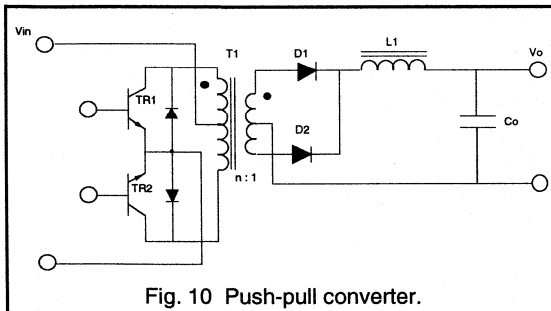 Vin
T1
D1
L1
Vo
TR1
D2
Co
TR2
n : 1
Fig. 10 Push-pull converter.